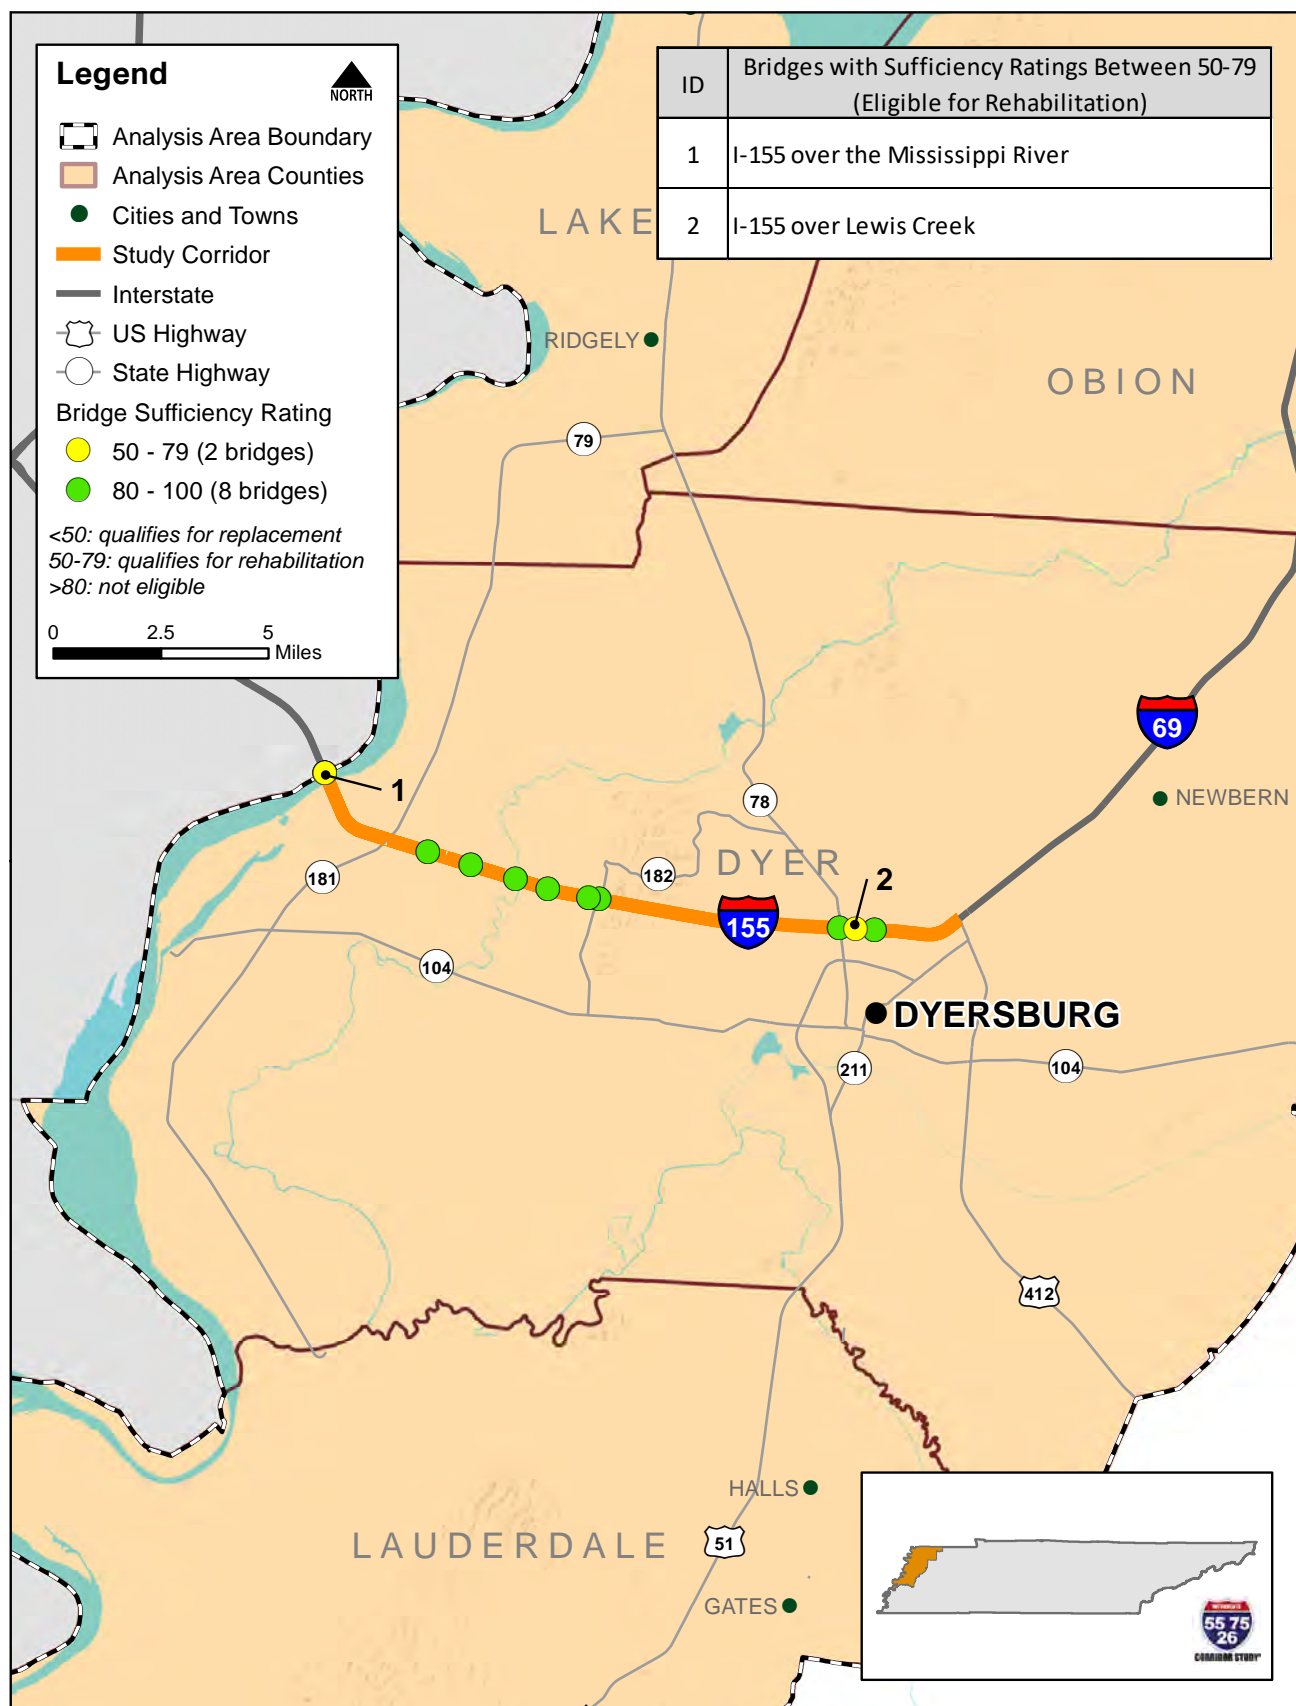 Legend
NORTH
Analysis Area Boundary
Analysis Area Counties
Cities and Towns
Study Corridor
Interstate
US Highway
State Highway
Bridge Sufficiency Rating
50 - 79 (2 bridges)
80 - 100 (8 bridges)
<50: qualifies for replacement
50-79: qualifies for rehabilitation
>80: not eligible
0 2.5 5
Miles
ID
Bridges with Sufficiency Ratings Between 50-79
(Eligible for Rehabilitation)
1 I-155 over the Mississippi River
2 I-155 over Lewis Creek
LAKE
RIDGELY
OBION
79
69
1
NEWBERN
78
DYER
182
181
2
155
104
DYERSBURG
211
104
412
HALLS
51
LAUDERDALE
GATES
INTERSTATE
55 75
26
CORRIDOR STUDY